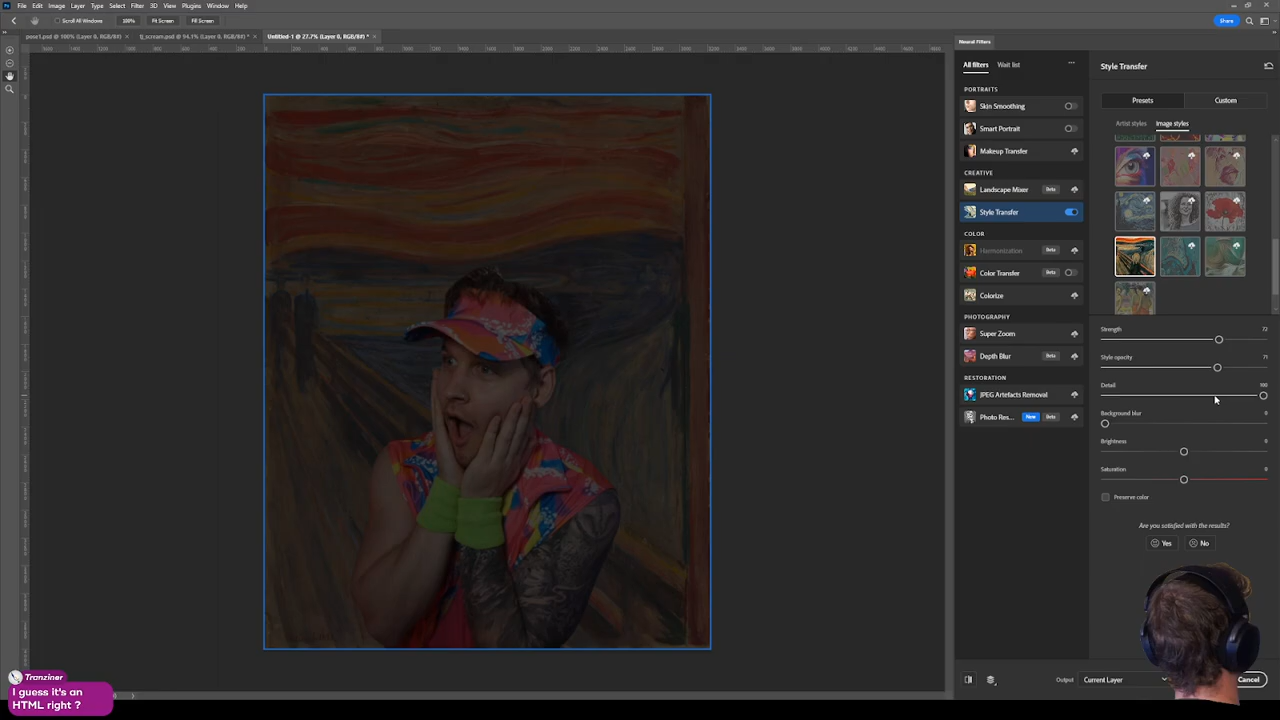 File Edit Image Layer Type Select Filter 3D View Plugins Window Help
Scroll All Windows 100% Fit Screen Fill Screen
Share
pose1.psd @ 100% (Layer 0, RGB/8#) tj_scream.psd @ 94.1% (Layer 0, RGB/8#) * Untitled-1 @ 27.7% (Layer 0, RGB/8#) *
Neural Filters
All filters Wait list
PORTRAITS
Skin Smoothing
Smart Portrait
Makeup Transfer
CREATIVE
Landscape Mixer Beta
Style Transfer
COLOR
Harmonization Beta
Color Transfer Beta
Colorize
PHOTOGRAPHY
Super Zoom
Depth Blur Beta
RESTORATION
JPEG Artefacts Removal
Photo Res... New Beta
Style Transfer
Presets Custom
Artist styles Image styles
Strength 72
Style opacity 71
Detail 100
Background blur 0
Brightness 0
Saturation 0
Preserve color
Are you satisfied with the results?
Yes No
Output Current Layer Cancel
Tranziner
I guess it's an
HTML right ?